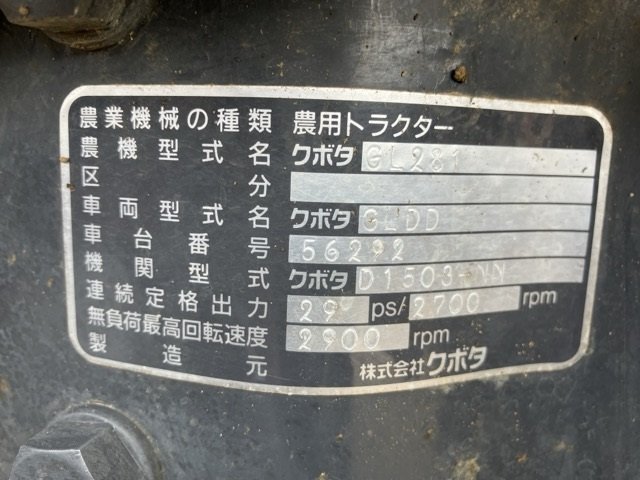 農業機械の種類 農用トラクター
農機型式名 クボタ GL281
区分
車両型式名 クボタ GLDD
車台番号 56292
機関型式 クボタ D1503-NN
連続定格出力 29 ps/2700 rpm
無負荷最高回転速度 2900 rpm
製造元 株式会社クボタ